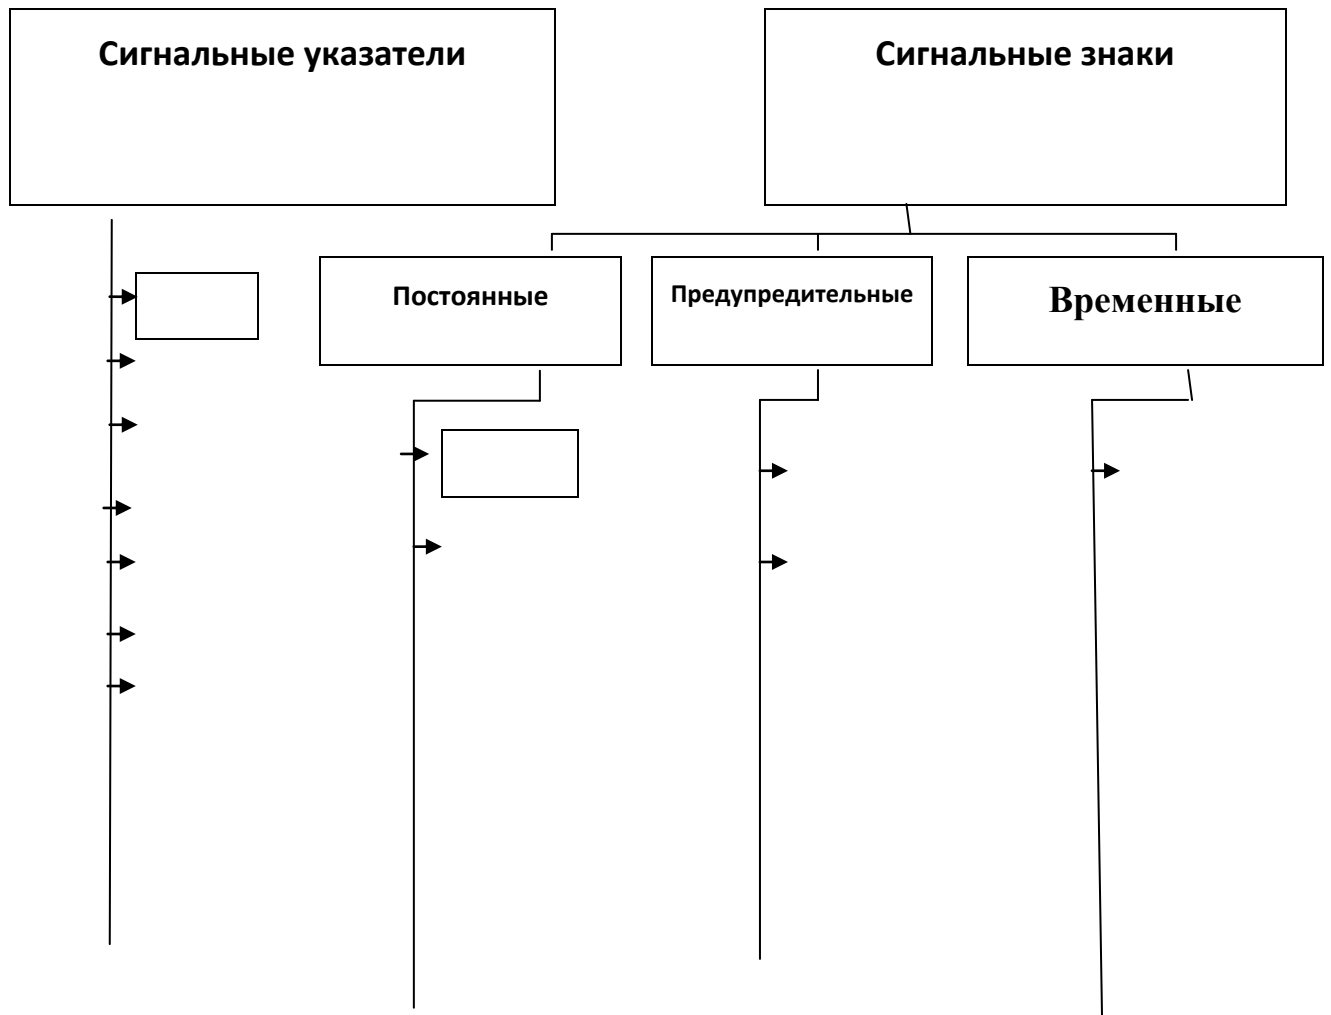 Сигнальные указатели
Сигнальные знаки
Постоянные
Предупредительные
Временные